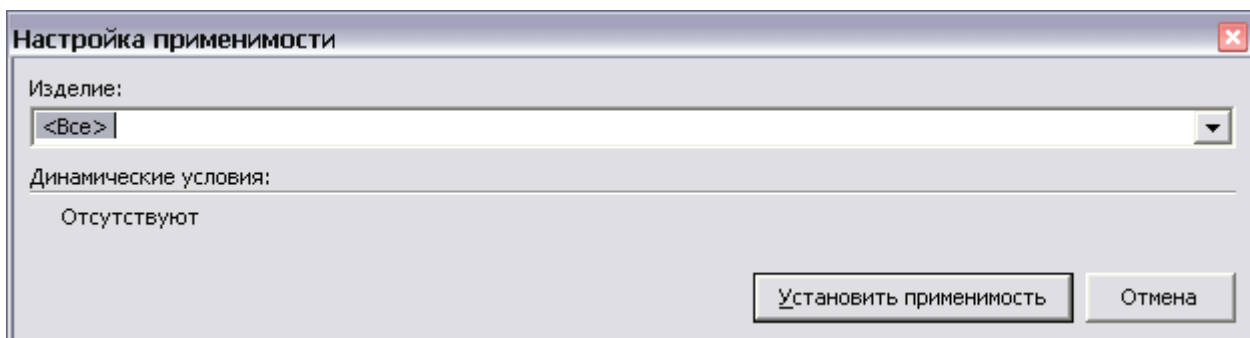 Настройка применимости
Изделие:
<Все>
Динамические условия:
Отсутствуют
Установить применимость Отмена